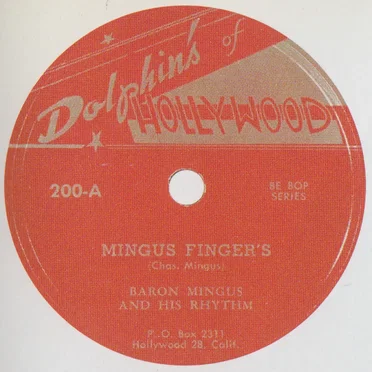 Dolphin's of
HOLLYWOOD
200-A
BE BOP
SERIES
MINGUS FINGER'S
(Chas. Mingus)
BARON MINGUS
AND HIS RHYTHM
P.O. Box 2311
Hollywood 28, Calif.